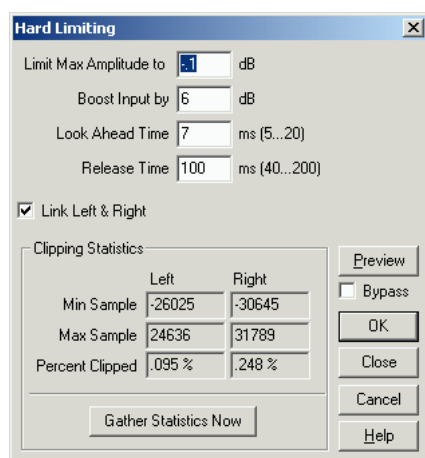 Hard Limiting
Limit Max Amplitude to -.1 dB
Boost Input by 6 dB
Look Ahead Time 7 ms (5...20)
Release Time 100 ms (40...200)
Link Left & Right
Clipping Statistics
Left Right
Min Sample -26025 -30645
Max Sample 24636 31789
Percent Clipped .095 % .248 %
Gather Statistics Now
Preview
Bypass
OK
Close
Cancel
Help